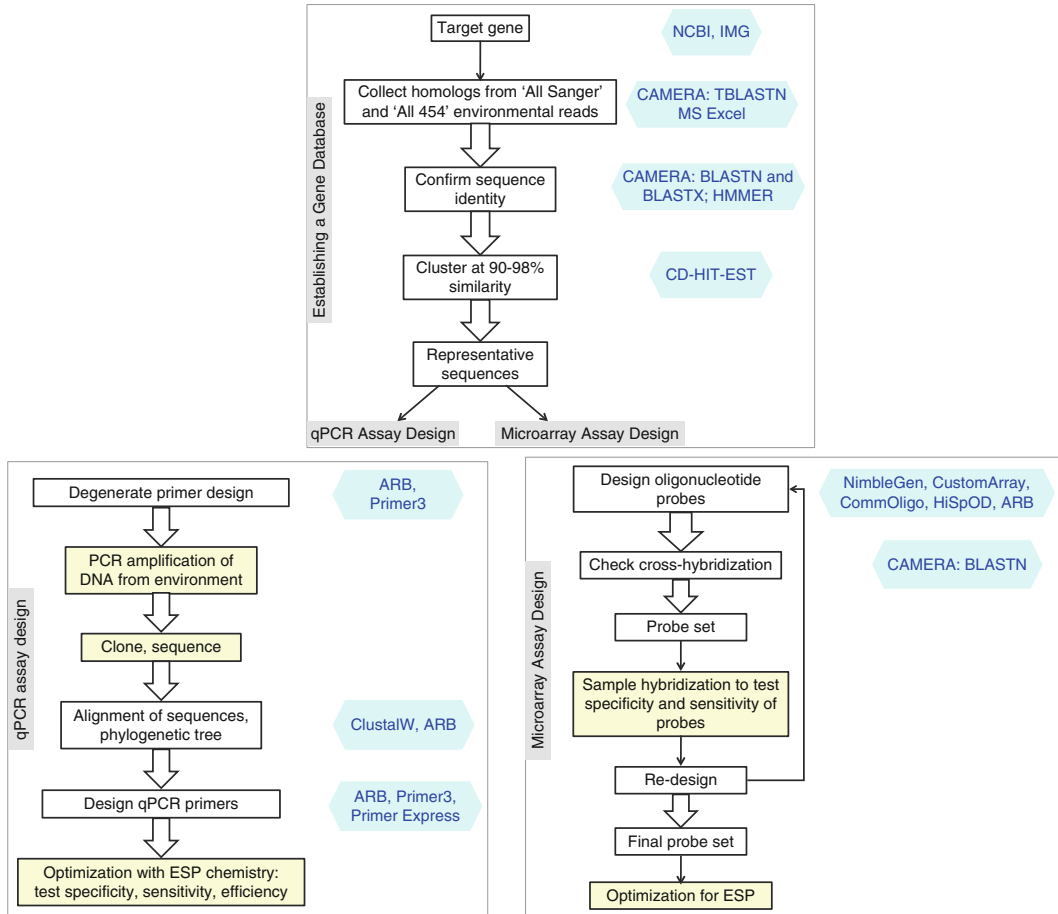 Target gene
NCBI, IMG
Collect homologs from ‘All Sanger’
and ‘All 454’ environmental reads
CAMERA: TBLASTN
MS Excel
Confirm sequence
identity
CAMERA: BLASTN and
BLASTX; HMMER
Cluster at 90-98%
similarity
CD-HIT-EST
Representative
sequences
Establishing a Gene Database
qPCR Assay Design
Microarray Assay Design
Degenerate primer design
ARB,
Primer3
PCR amplification of
DNA from environment
Clone, sequence
qPCR assay design
Alignment of sequences,
phylogenetic tree
ClustalW, ARB
Design qPCR primers
ARB, Primer3,
Primer Express
Optimization with ESP chemistry:
test specificity, sensitivity, efficiency
Design oligonucleotide
probes
NimbleGen, CustomArray,
CommOligo, HiSpOD, ARB
Check cross-hybridization
CAMERA: BLASTN
Probe set
Microarray Assay Design
Sample hybridization to test
specificity and sensitivity of
probes
Re-design
Final probe set
Optimization for ESP